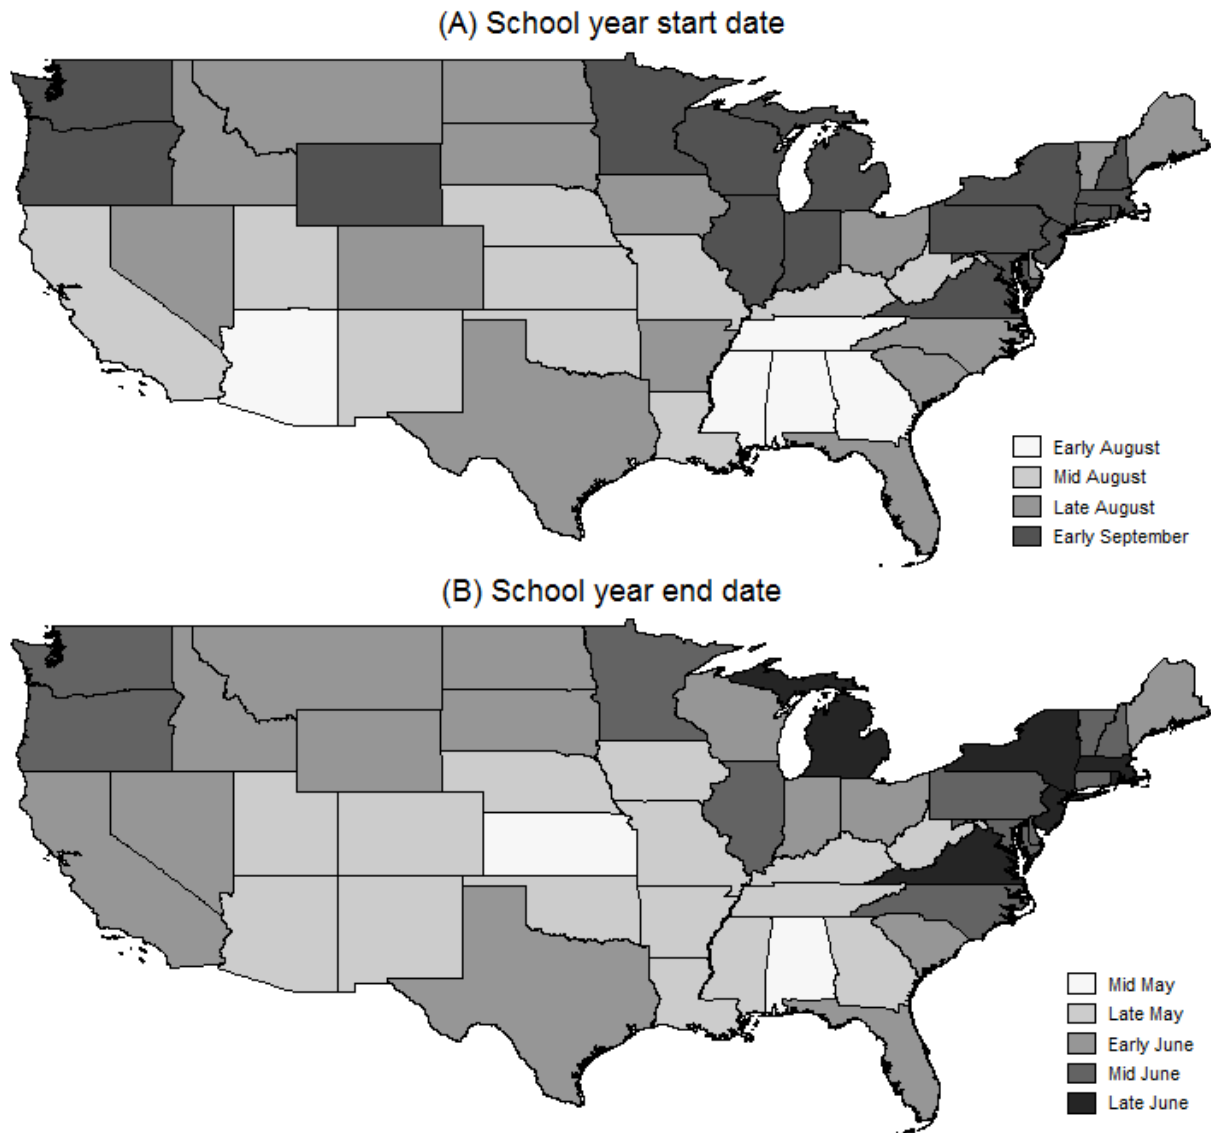 (A) School year start date
Early August
Mid August
Late August
Early September
(B) School year end date
Mid May
Late May
Early June
Mid June
Late June